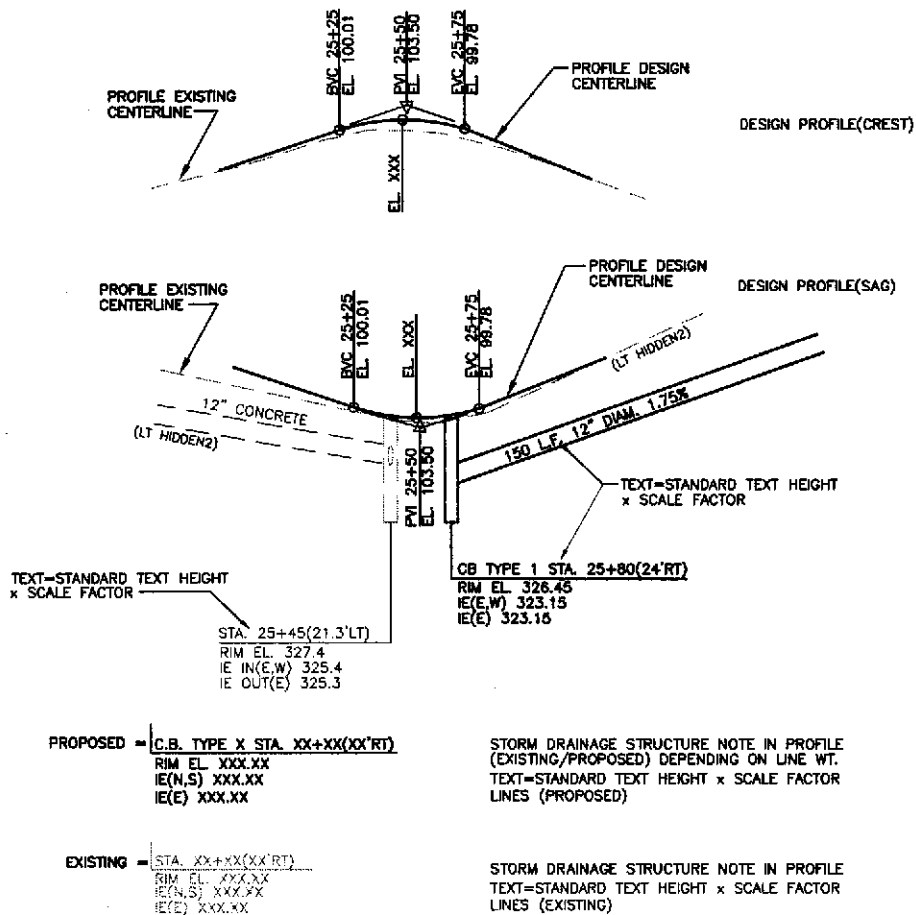 BVC 25+25
EL. 100.01
PVI 25+50
EL. 103.50
EVC 25+75
EL. 99.78
PROFILE EXISTING
CENTERLINE
PROFILE DESIGN
CENTERLINE
DESIGN PROFILE(CREST)
EL XXX
PROFILE EXISTING
CENTERLINE
PROFILE DESIGN
CENTERLINE
DESIGN PROFILE(SAG)
BVC 25+25
EL. 100.01
EL XXX
EVC 25+75
EL. 99.78
(LT HIDDEN2)
12" CONCRETE
(LT HIDDEN2)
150 L.F. 12" DIAM. 1.75%
PVI 25+50
EL. 103.50
TEXT=STANDARD TEXT HEIGHT
x SCALE FACTOR
CB TYPE 1 STA. 25+80(24'RT)
RIM EL. 326.45
IE(E,W) 323.15
IE(E) 323.15
TEXT=STANDARD TEXT HEIGHT
x SCALE FACTOR
STA. 25+45(21.3'LT)
RIM EL. 327.4
IE IN(E,W) 325.4
IE OUT(E) 325.3
PROPOSED = C.B. TYPE X STA. XX+XX(XX'RT)
RIM EL XXX.XX
IE(N,S) XXX.XX
IE(E) XXX.XX
STORM DRAINAGE STRUCTURE NOTE IN PROFILE
(EXISTING/PROPOSED) DEPENDING ON LINE WT.
TEXT=STANDARD TEXT HEIGHT x SCALE FACTOR
LINES (PROPOSED)
EXISTING = STA. XX+XX(XX'RT)
RIM EL. XXX.XX
IE(N,S) XXX.XX
IE(E) XXX.XX
STORM DRAINAGE STRUCTURE NOTE IN PROFILE
TEXT=STANDARD TEXT HEIGHT x SCALE FACTOR
LINES (EXISTING)